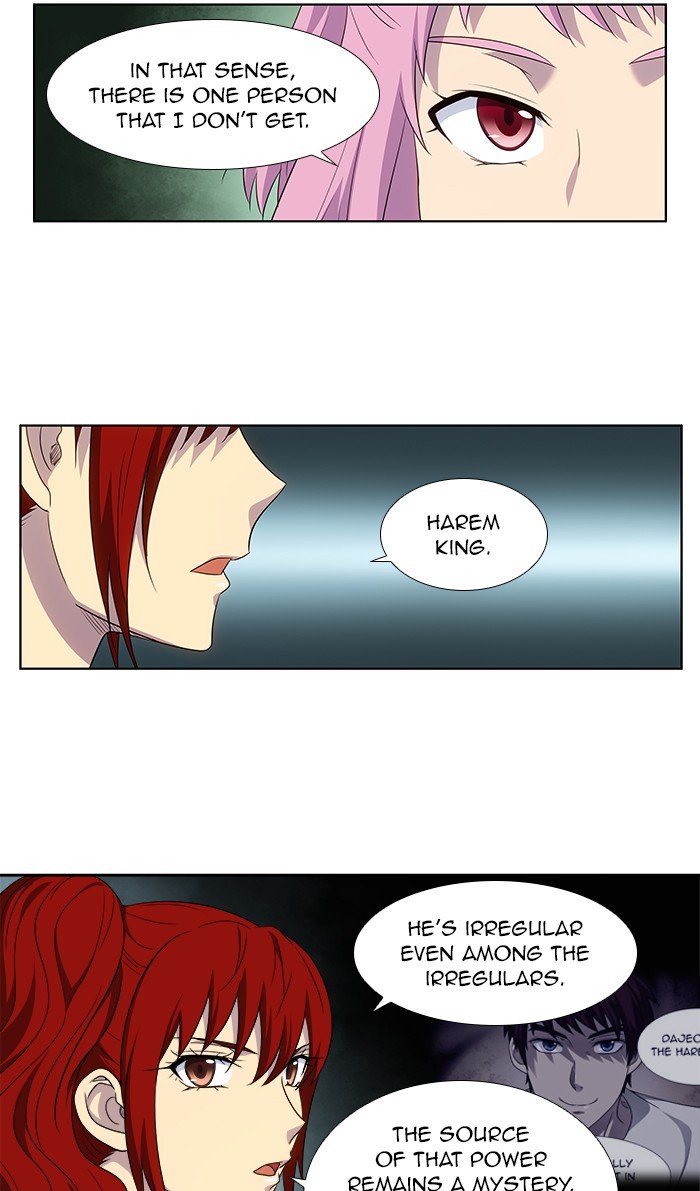 IN THAT SENSE,
THERE IS ONE PERSON
THAT I DON'T GET.
HAREM
KING.
HE'S IRREGULAR
EVEN AMONG THE
IRREGULARS.
THE
THE SOURCE
OF THAT POWER
REMAINS A MYSTERY.
IN